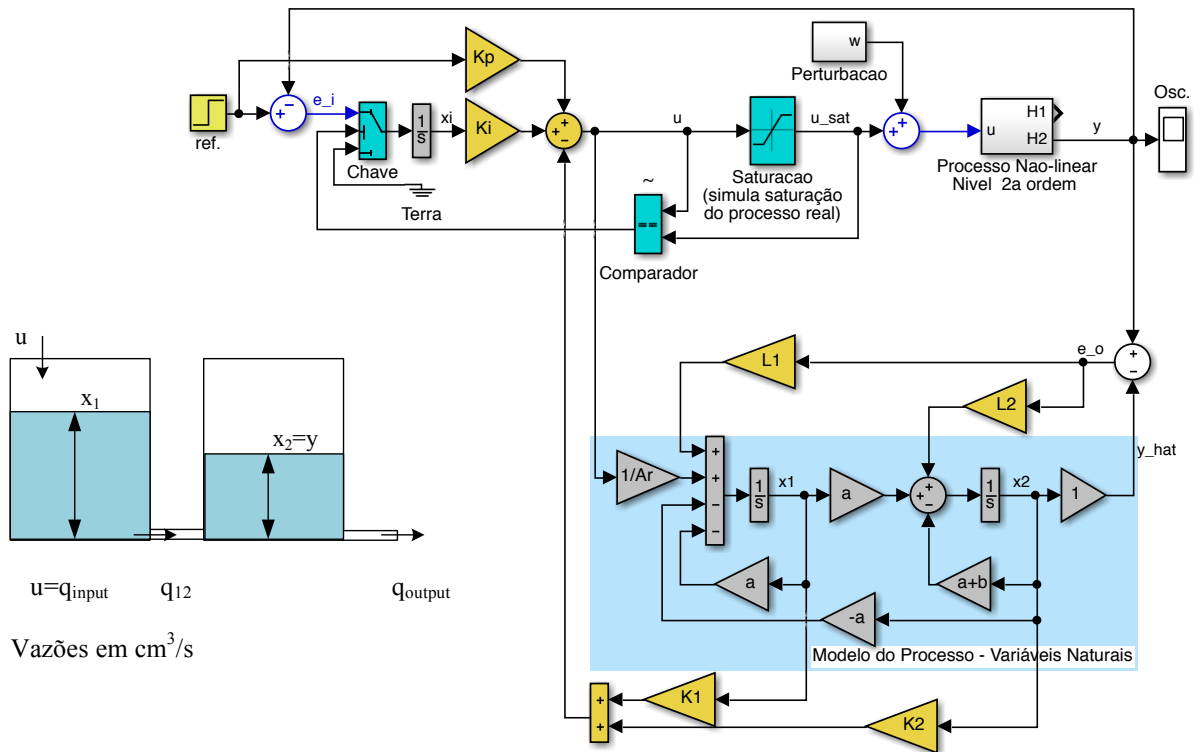 ref.
+
−
e_i
Chave
Terra
1
s
xi
Kp
Ki
+
+
−
u
~
==
Comparador
Saturacao
(simula saturação
do processo real)
u_sat
w
Perturbacao
+
+
u
H1
H2
Processo Nao-linear
Nivel 2a ordem
y
Osc.
u
x1
x2=y
u=qinput
q12
qoutput
Vazões em cm³/s
L1
e_o
+
−
L2
y_hat
1/Ar
+
+
−
−
1
s
x1
a
+
+
−
1
s
x2
1
a
a+b
-a
Modelo do Processo - Variáveis Naturais
+
+
K1
K2